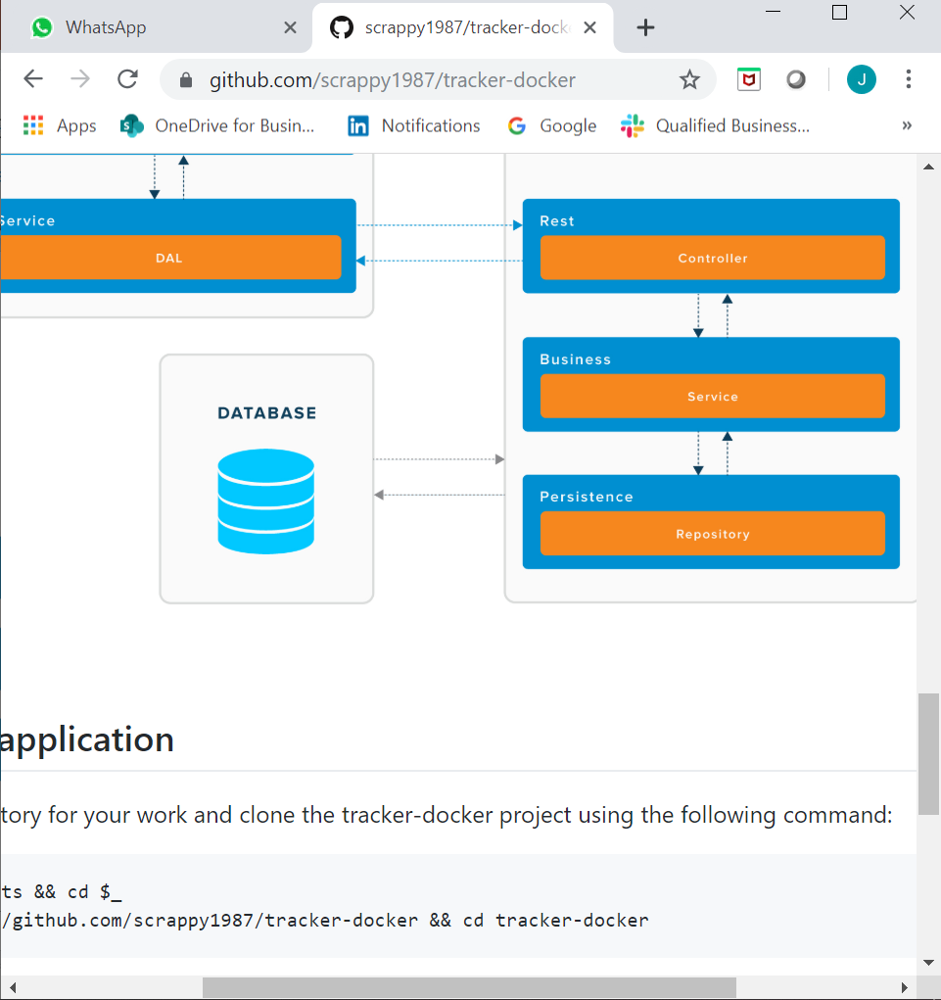 WhatsApp
scrappy1987/tracker-dock
github.com/scrappy1987/tracker-docker
J
Apps
OneDrive for Busin...
Notifications
Google
Qualified Business...
»
Service
DAL
Rest
Controller
Business
Service
DATABASE
Persistence
Repository
application
tory for your work and clone the tracker-docker project using the following command:
ts && cd $_
/github.com/scrappy1987/tracker-docker && cd tracker-docker